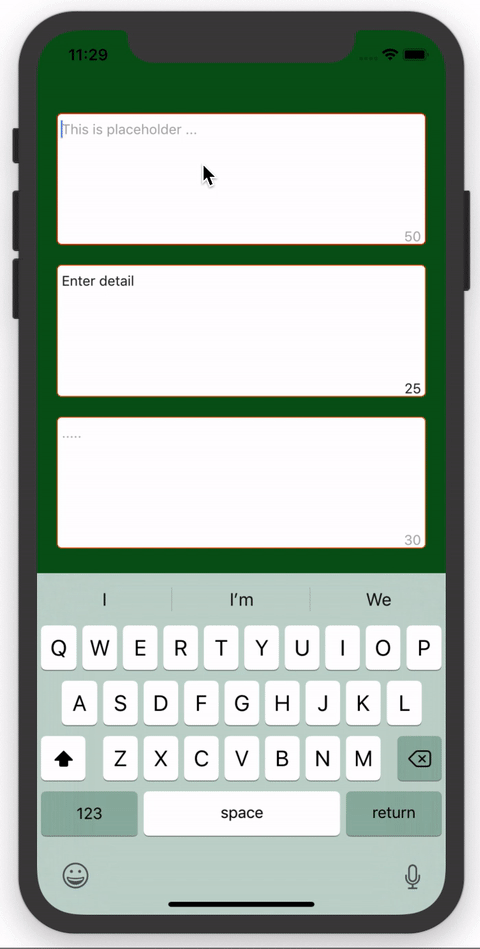 11:29
This is placeholder ...
50
Enter detail
25
.....
30
I I’m We
Q W E R T Y U I O P
A S D F G H J K L
Z X C V B N M
123 space return